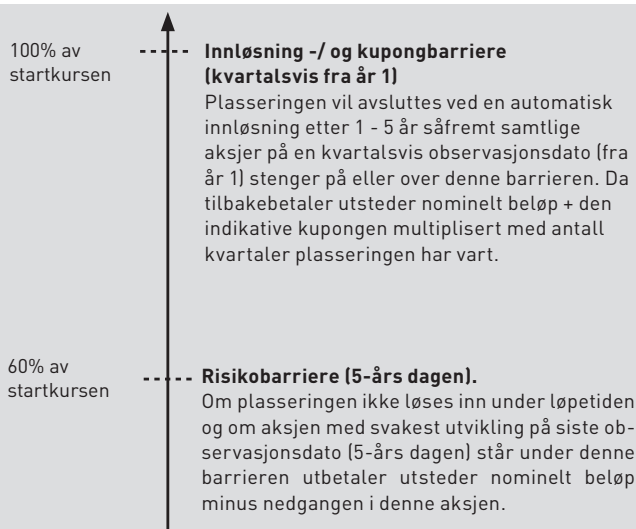 100% av
startkursen
Innløsning -/ og kupongbarriere
(kvartalsvis fra år 1)
Plasseringen vil avsluttes ved en automatisk
innløsning etter 1 - 5 år såfremt samtlige
aksjer på en kvartalsvis observasjonsdato (fra
år 1) stenger på eller over denne barrieren. Da
tilbakebetaler utsteder nominelt beløp + den
indikative kupongen multiplisert med antall
kvartaler plasseringen har vart.
60% av
startkursen
Risikobarriere (5-års dagen).
Om plasseringen ikke løses inn under løpetiden
og om aksjen med svakest utvikling på siste ob-
servasjonsdato (5-års dagen) står under denne
barrieren utbetaler utsteder nominelt beløp
minus nedgangen i denne aksjen.